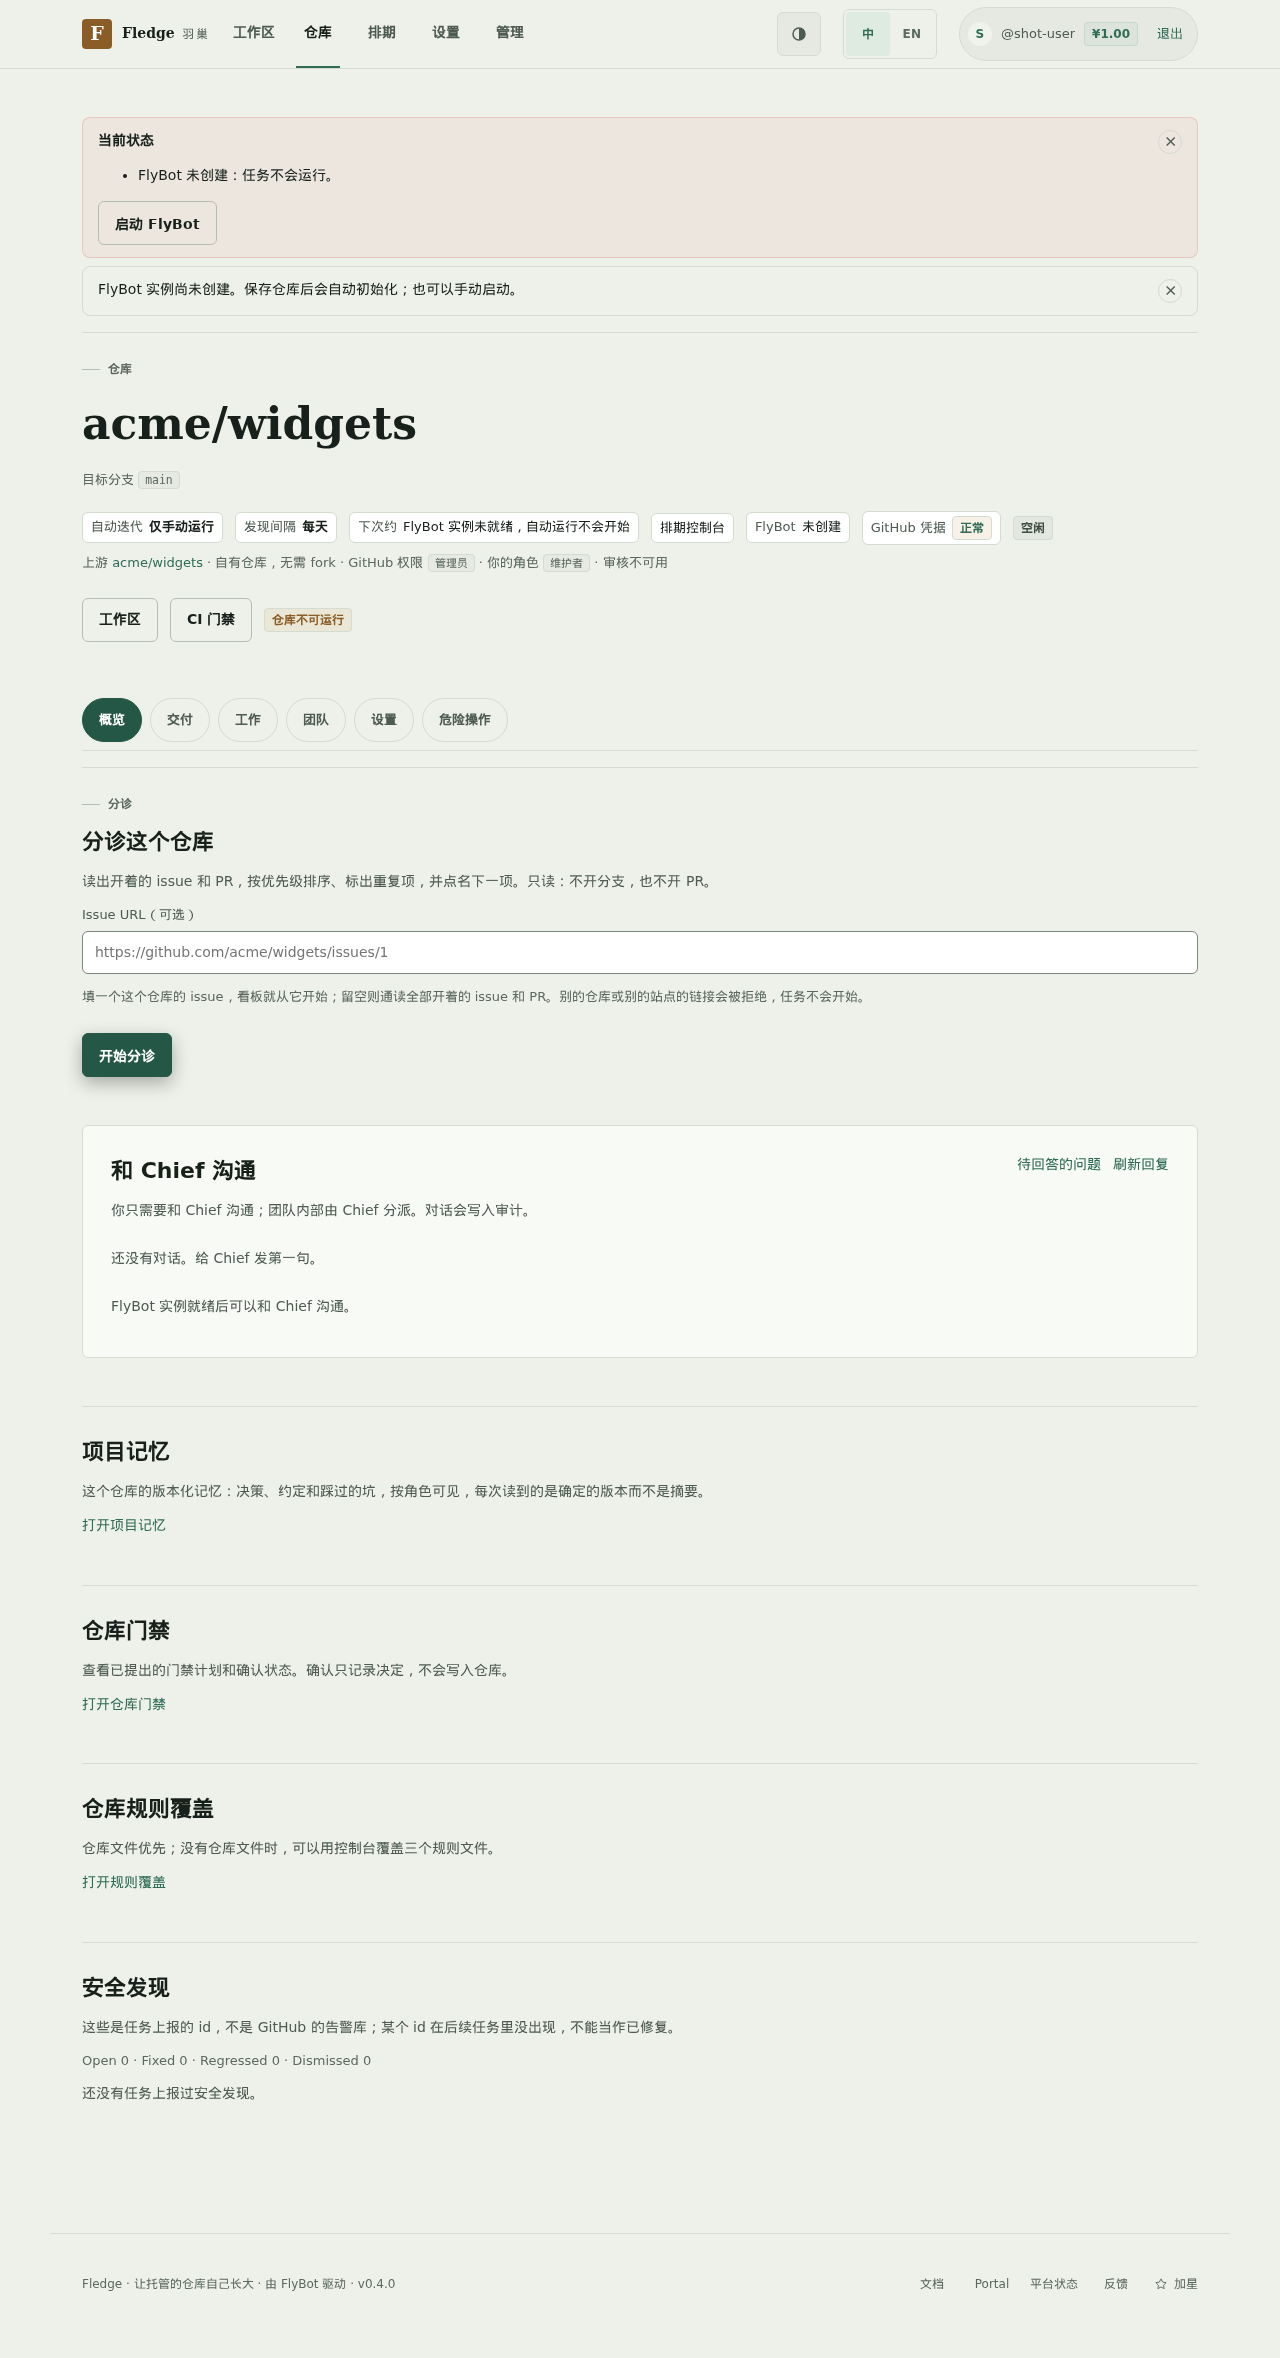 F Fledge 羽巢 工作区 仓库 排期 设置 管理 中 EN S @shot-user ¥1.00 退出
当前状态
• FlyBot 未创建：任务不会运行。
启动 FlyBot
FlyBot 实例尚未创建。保存仓库后会自动初始化；也可以手动启动。
仓库
acme/widgets
目标分支 main
自动迭代 仅手动运行 发现间隔 每天 下次约 FlyBot 实例未就绪，自动运行不会开始 排期控制台 FlyBot 未创建 GitHub 凭据 正常 空闲
上游 acme/widgets · 自有仓库，无需 fork · GitHub 权限 管理员 · 你的角色 维护者 · 审核不可用
工作区 CI 门禁 仓库不可运行
概览 交付 工作 团队 设置 危险操作
分诊
分诊这个仓库
读出开着的 issue 和 PR，按优先级排序、标出重复项，并点名下一项。只读：不开分支，也不开 PR。
Issue URL（可选）
https://github.com/acme/widgets/issues/1
填一个这个仓库的 issue，看板就从它开始；留空则通读全部开着的 issue 和 PR。别的仓库或别的站点的链接会被拒绝，任务不会开始。
开始分诊
和 Chief 沟通 待回答的问题 刷新回复
你只需要和 Chief 沟通；团队内部由 Chief 分派。对话会写入审计。
还没有对话。给 Chief 发第一句。
FlyBot 实例就绪后可以和 Chief 沟通。
项目记忆
这个仓库的版本化记忆：决策、约定和踩过的坑，按角色可见，每次读到的是确定的版本而不是摘要。
打开项目记忆
仓库门禁
查看已提出的门禁计划和确认状态。确认只记录决定，不会写入仓库。
打开仓库门禁
仓库规则覆盖
仓库文件优先；没有仓库文件时，可以用控制台覆盖三个规则文件。
打开规则覆盖
安全发现
这些是任务上报的 id，不是 GitHub 的告警库；某个 id 在后续任务里没出现，不能当作已修复。
Open 0 · Fixed 0 · Regressed 0 · Dismissed 0
还没有任务上报过安全发现。
Fledge · 让托管的仓库自己长大 · 由 FlyBot 驱动 · v0.4.0 文档 Portal 平台状态 反馈 加星